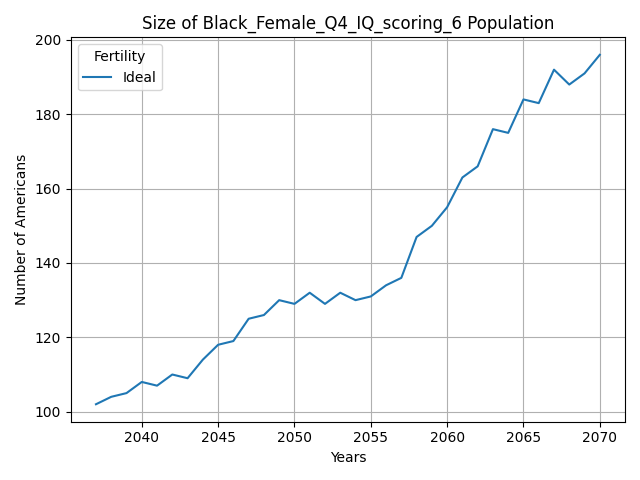 Size of Black_Female_Q4_IQ_scoring_6 Population
Fertility
Ideal
Number of Americans
200
180
160
140
120
100
2040 2045 2050 2055 2060 2065 2070
Years